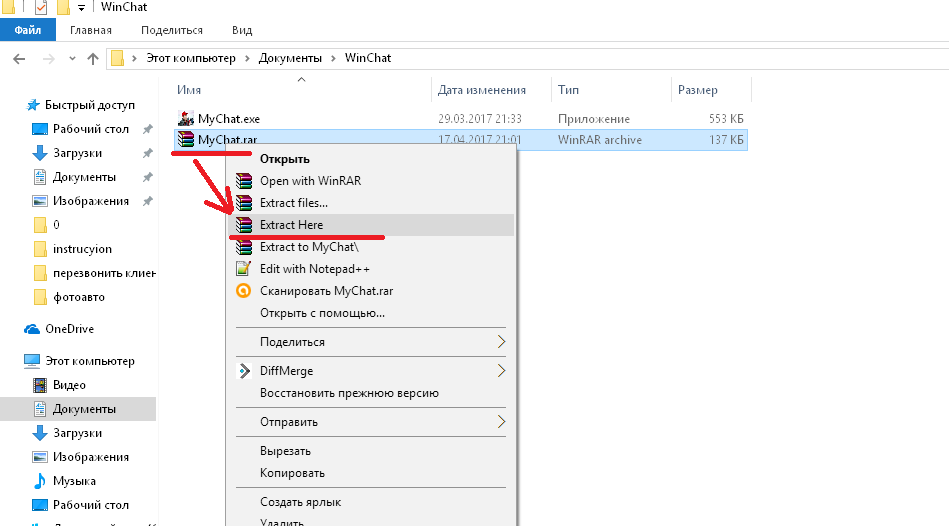 WinChat
Файл Главная Поделиться Вид
Этот компьютер Документы WinChat
Имя Дата изменения Тип Размер
Быстрый доступ
Рабочий стол
Загрузки
Документы
Изображения
0
instrucyion
перезвонить клиен
фотоавто
OneDrive
Этот компьютер
Видео
Документы
Загрузки
Изображения
Музыка
Рабочий стол
MyChat.exe 29.03.2017 21:33 Приложение 553 КБ
MyChat.rar 17.04.2017 21:01 WinRAR archive 137 КБ
Открыть
Open with WinRAR
Extract files...
Extract Here
Extract to MyChat\
Edit with Notepad++
Сканировать MyChat.rar
Открыть с помощью...
Поделиться
DiffMerge
Восстановить прежнюю версию
Отправить
Вырезать
Копировать
Создать ярлык
Удалить